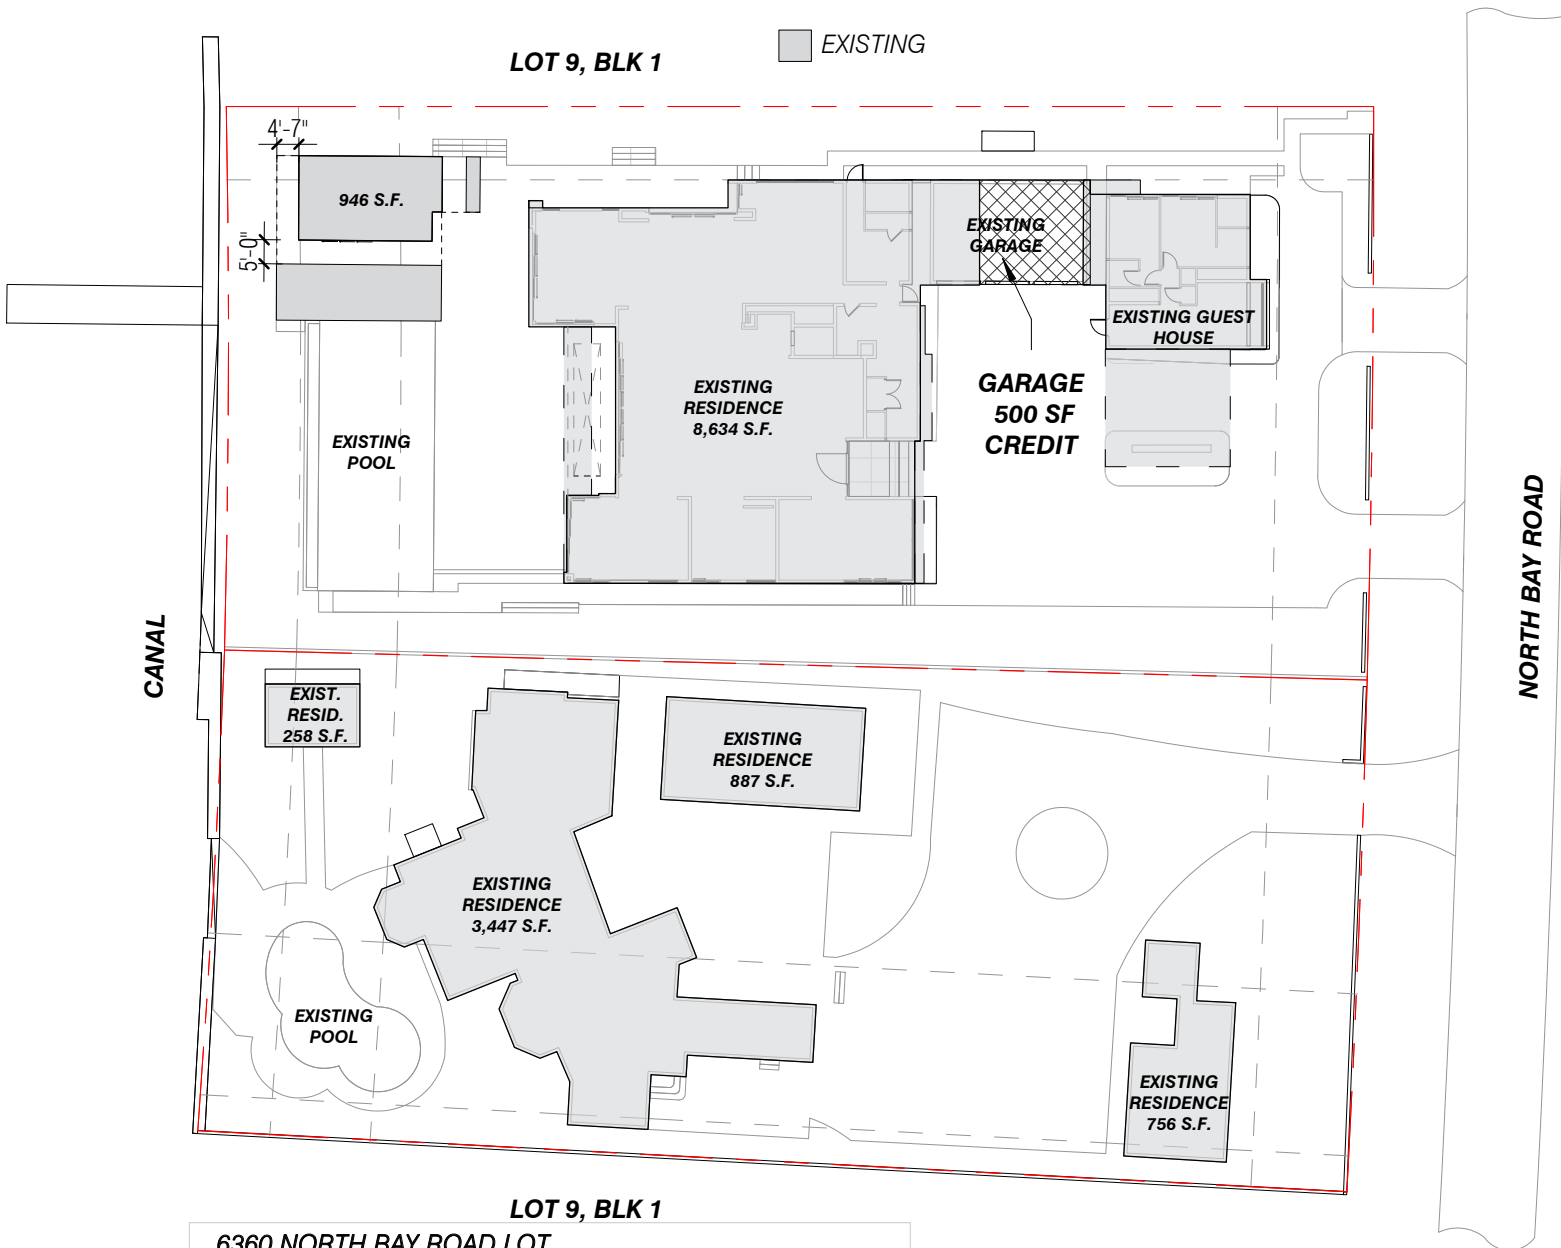 EXISTING
LOT 9, BLK 1
4'-7"
946 S.F.
5'-0"
EXISTING
GARAGE
EXISTING GUEST
HOUSE
GARAGE
500 SF
CREDIT
EXISTING
RESIDENCE
8,634 S.F.
EXISTING
POOL
NORTH BAY ROAD
CANAL
EXIST.
RESID.
258 S.F.
EXISTING
RESIDENCE
887 S.F.
EXISTING
RESIDENCE
3,447 S.F.
EXISTING
POOL
EXISTING
RESIDENCE
756 S.F.
LOT 9, BLK 1
6360 NORTH BAY ROAD LOT